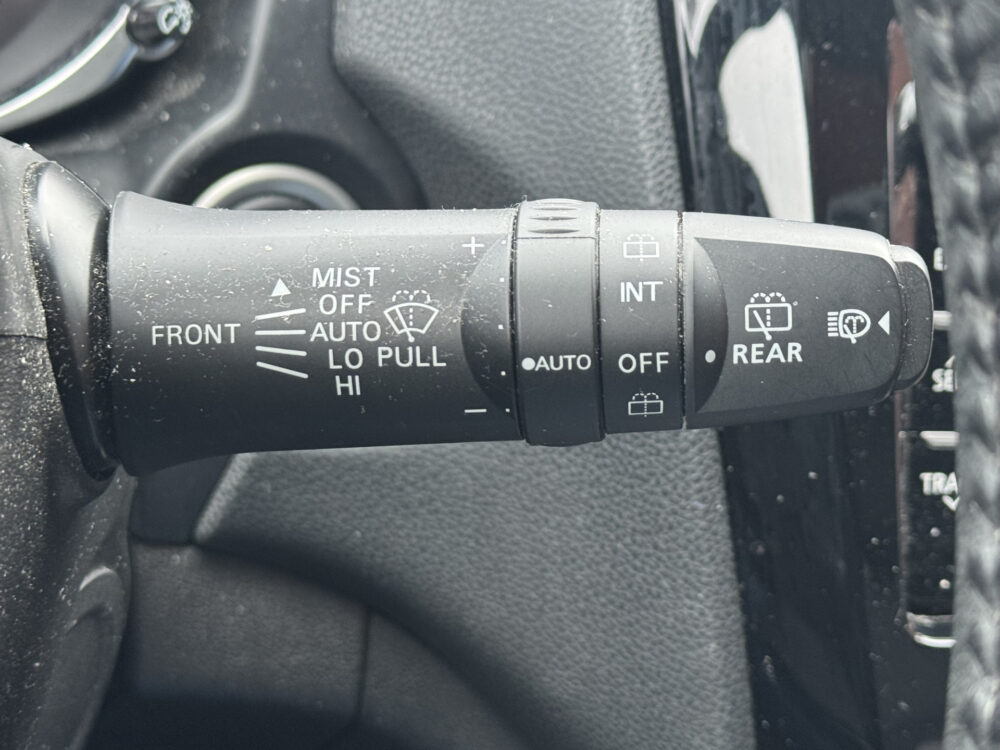 FRONT
MIST
OFF
AUTO
LO PULL
HI
+
−
●AUTO
INT
OFF
REAR